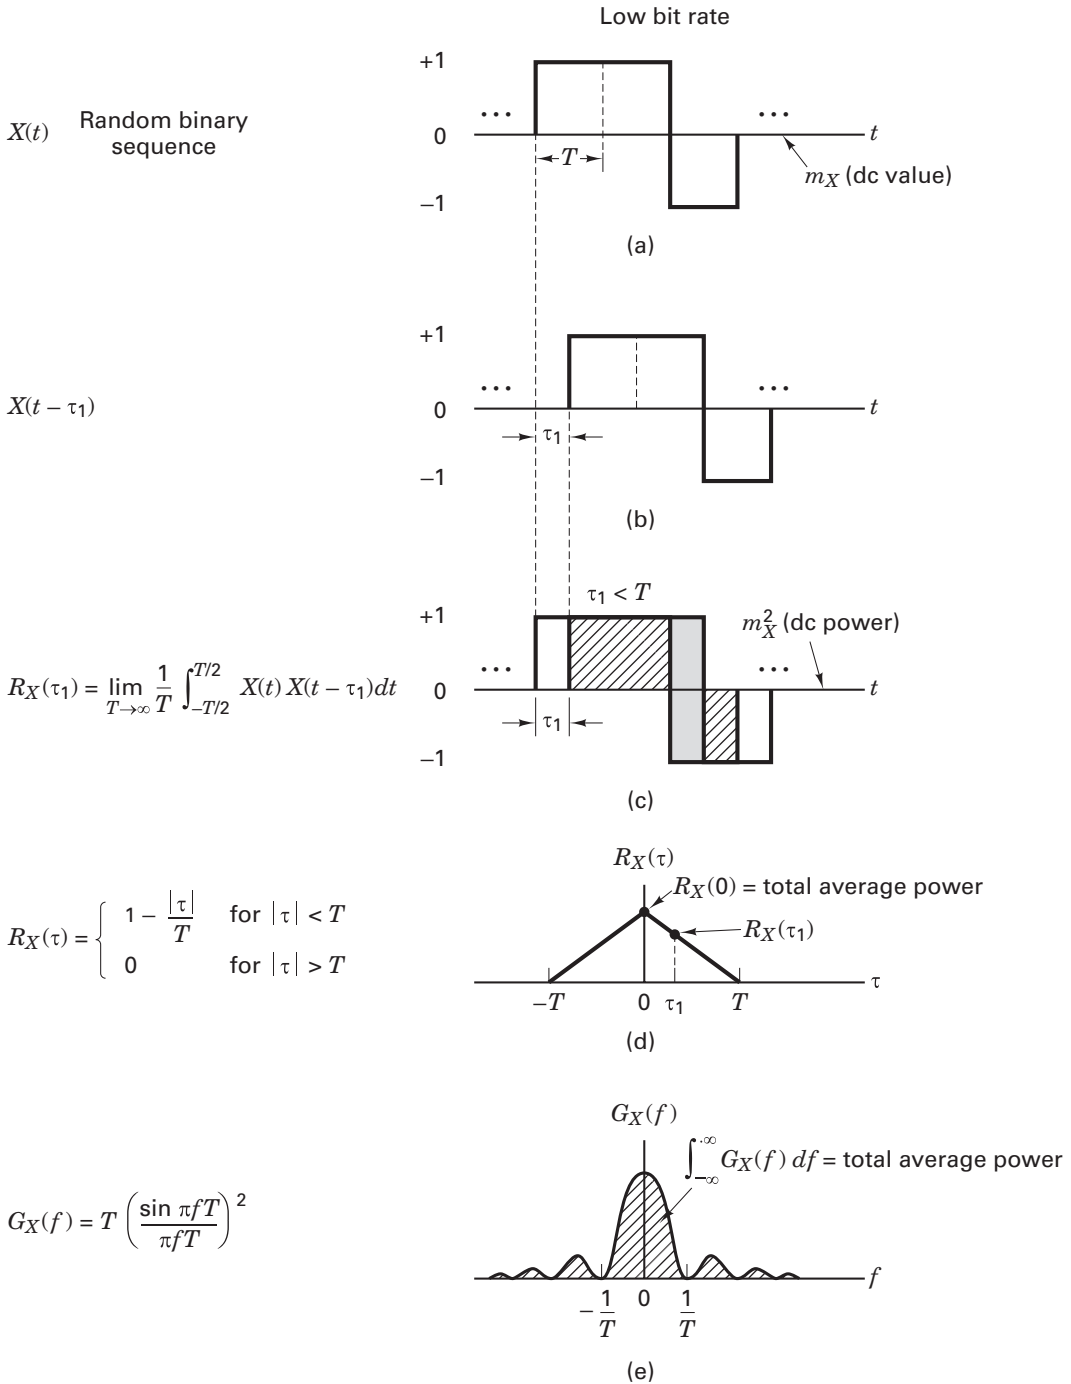 Low bit rate
X(t) Random binary sequence
+1
0
–1
T
t
m_X (dc value)
(a)
X(t – τ1)
+1
0
–1
τ1
t
(b)
τ1 < T
R_X(τ1) = lim_{T→∞} 1/T ∫_{–T/2}^{T/2} X(t) X(t – τ1)dt
+1
0
–1
τ1
m_X^2 (dc power)
t
(c)
R_X(τ) = { 1 – |τ|/T for |τ| < T
0 for |τ| > T
R_X(τ)
R_X(0) = total average power
R_X(τ1)
–T 0 τ1 T τ
(d)
G_X(f) = T (sin πfT / πfT)^2
G_X(f)
∫_{–∞}^{∞} G_X(f) df = total average power
–1/T 0 1/T f
(e)